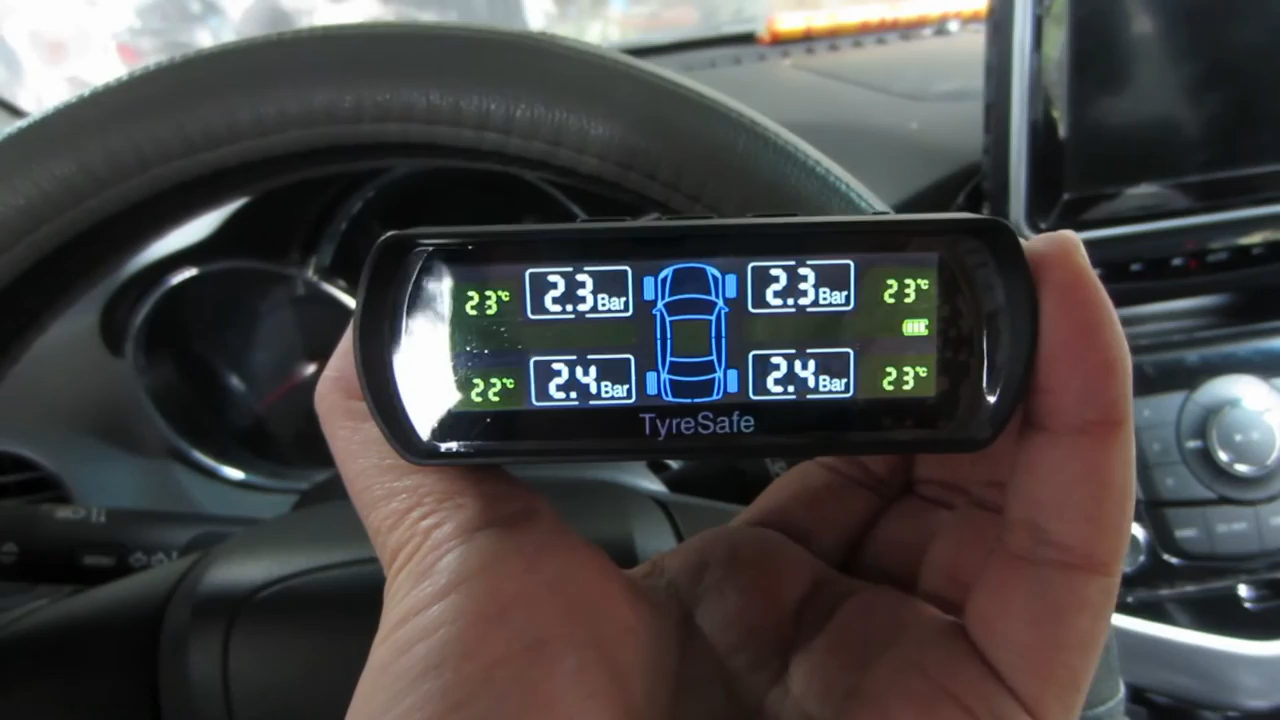 23℃ 2.3 Bar 2.3 Bar 23℃
22℃ 2.4 Bar 2.4 Bar 23℃
TyreSafe